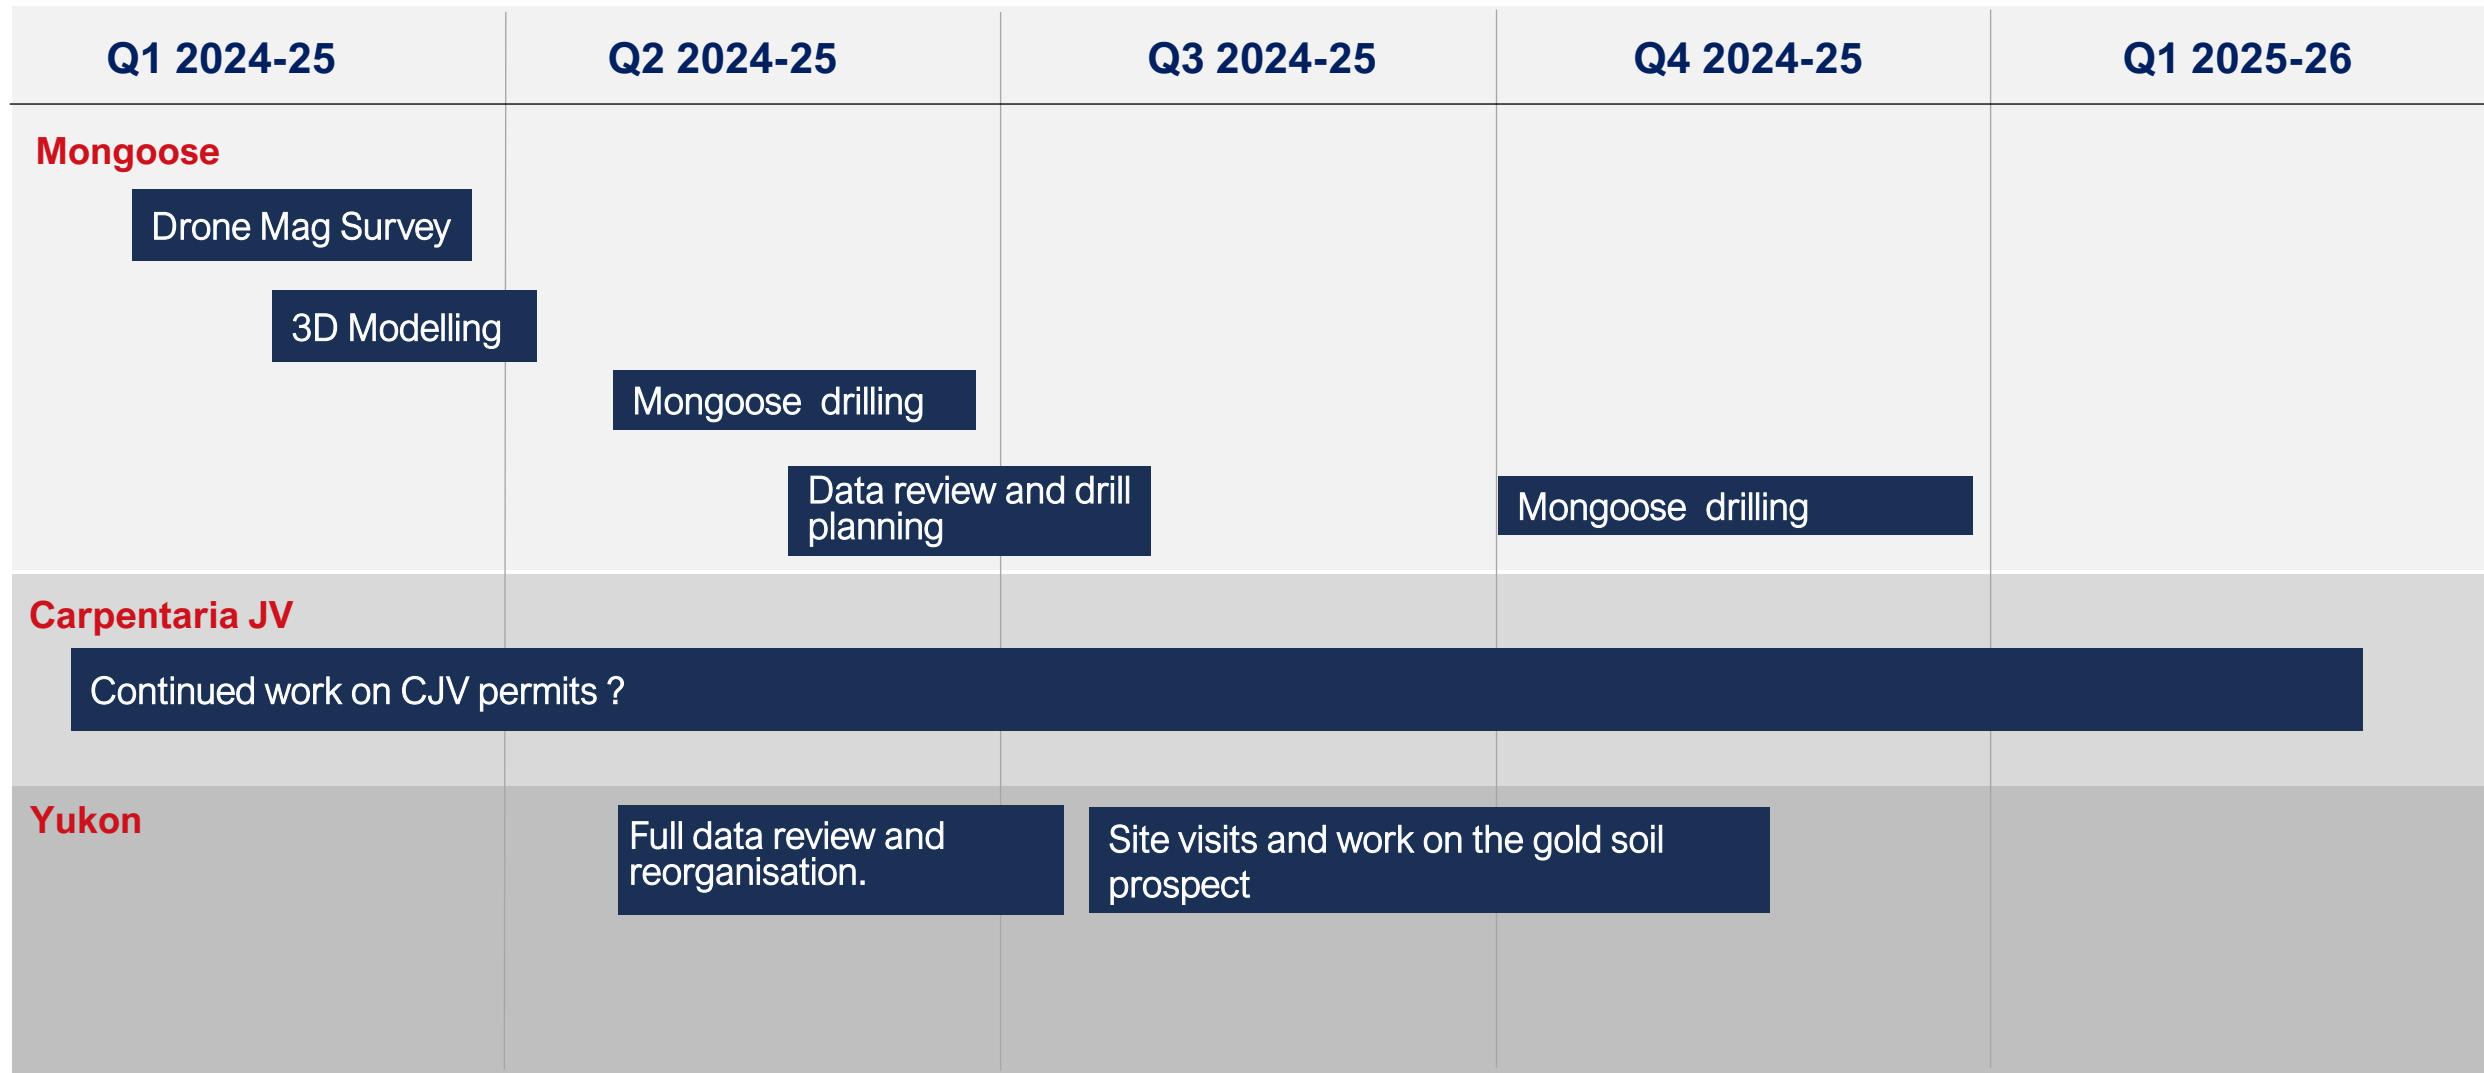 Q1 2024-25
Q2 2024-25
Q3 2024-25
Q4 2024-25
Q1 2025-26
Mongoose
Drone Mag Survey
3D Modelling
Mongoose  drilling
Data review and drill
planning
Mongoose  drilling
Carpentaria JV
Continued work on CJV permits ?
Yukon
Full data review and
reorganisation.
Site visits and work on the gold soil
prospect